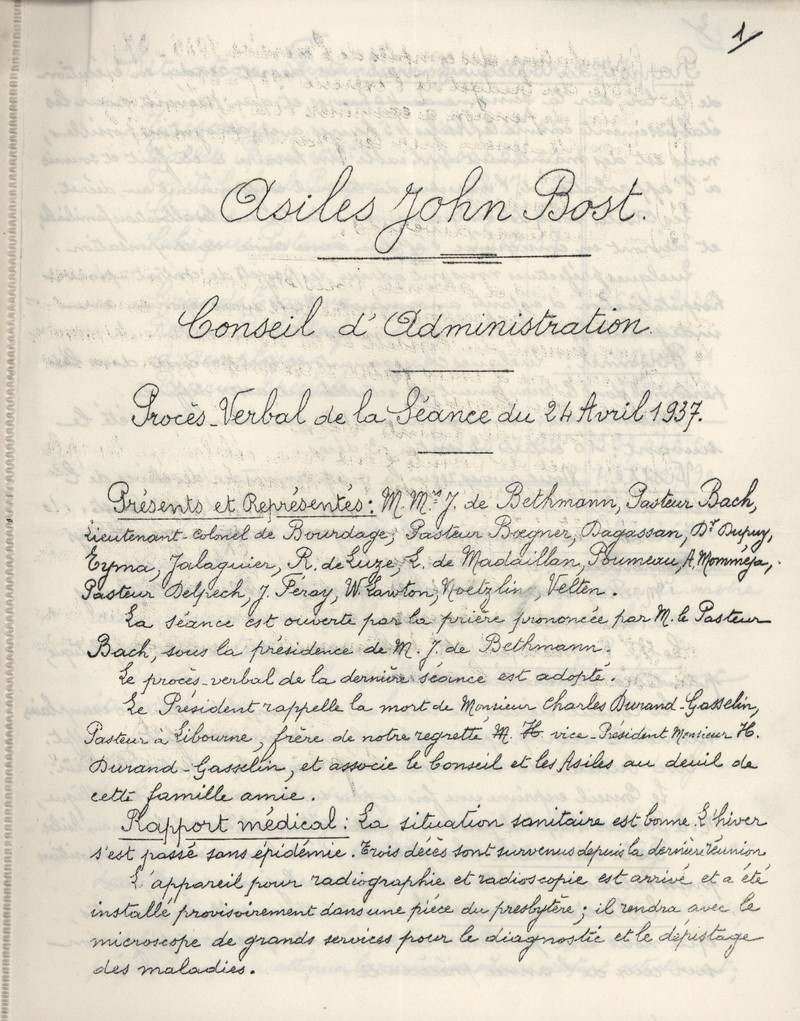 1
Asiles John Bost.
Conseil d'Administration.
Procès-Verbal de la Séance du 24 Avril 1937.
Présents et Représentés: M.Mrs J. de Bethmann, Pasteur Bach,
Lieutenant-Colonel de Bourdage, Pasteur Bœgner, Dagassan, Dr Dupuy,
Eyma, Jalaguier, R. de Luze, L. de Madaillan, Poumeau, A. Mommèja,
Pasteur Delpech, J. Féray, W. Lawton, Noetzlin, Velten.
La séance est ouverte par la prière prononcée par M. le Pasteur
Bach, sous la présidence de M. J. de Bethmann.
Le procès-verbal de la dernière séance est adopté.
Le Président rappelle la mort de Monsieur Charles Durand-Gasselin,
Pasteur à Libourne, frère de notre regretté M. H. vice-Président Monsieur H.
Durand-Gasselin, et associe le Conseil et les Asiles au deuil de
cette famille amie.
Rapport médical: La situation sanitaire est bonne. L'hiver
s'est passé sans épidémie. Trois décès sont survenus depuis la dernière réunion
L'appareil pour radiographie et radioscopie est arrivé et a été
installé provisoirement dans une pièce du presbytère; il rendra avec le
microscope de grands services pour le diagnostic et le dépistage
des maladies.